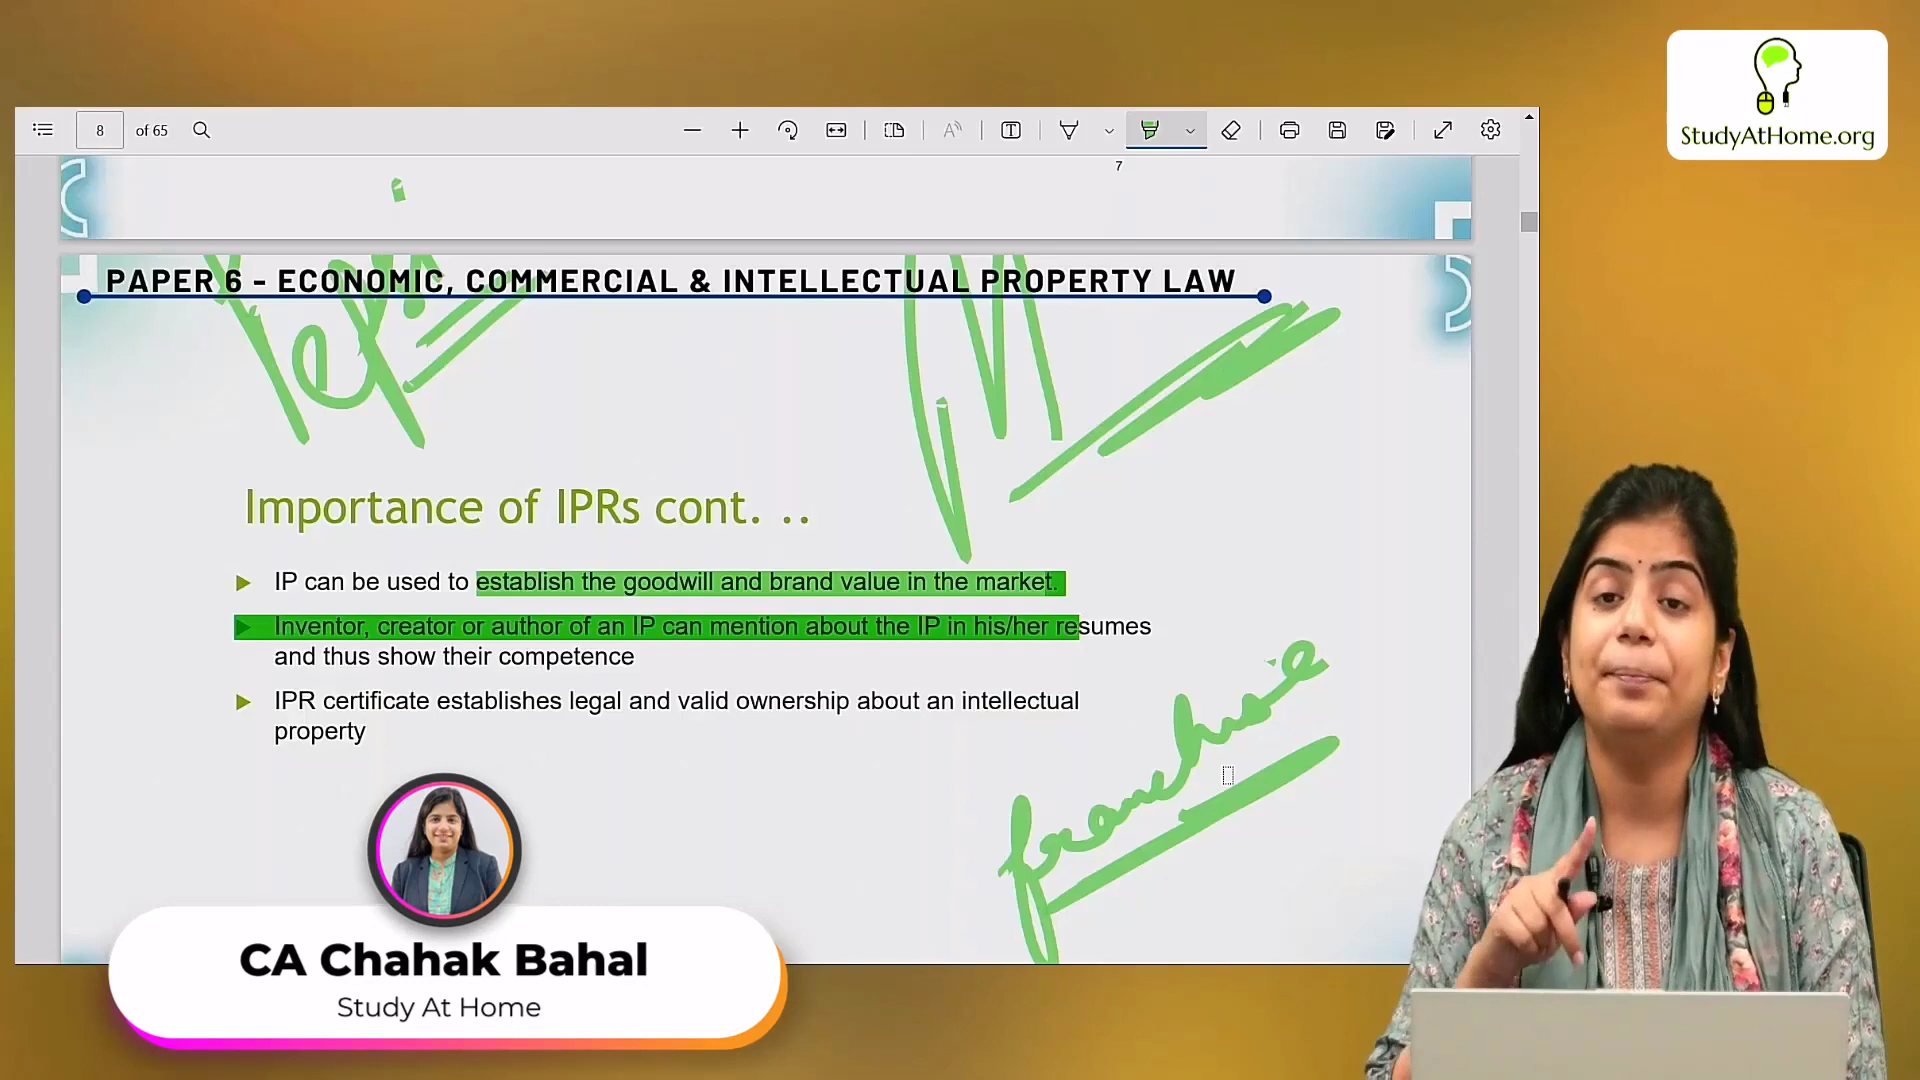 StudyAtHome.org
8 of 65
7
PAPER 6 - ECONOMIC, COMMERCIAL & INTELLECTUAL PROPERTY LAW
Pepsi
M
Importance of IPRs cont. ..
IP can be used to establish the goodwill and brand value in the market.
Inventor, creator or author of an IP can mention about the IP in his/her resumes
and thus show their competence
IPR certificate establishes legal and valid ownership about an intellectual
property
franchise
CA Chahak Bahal
Study At Home